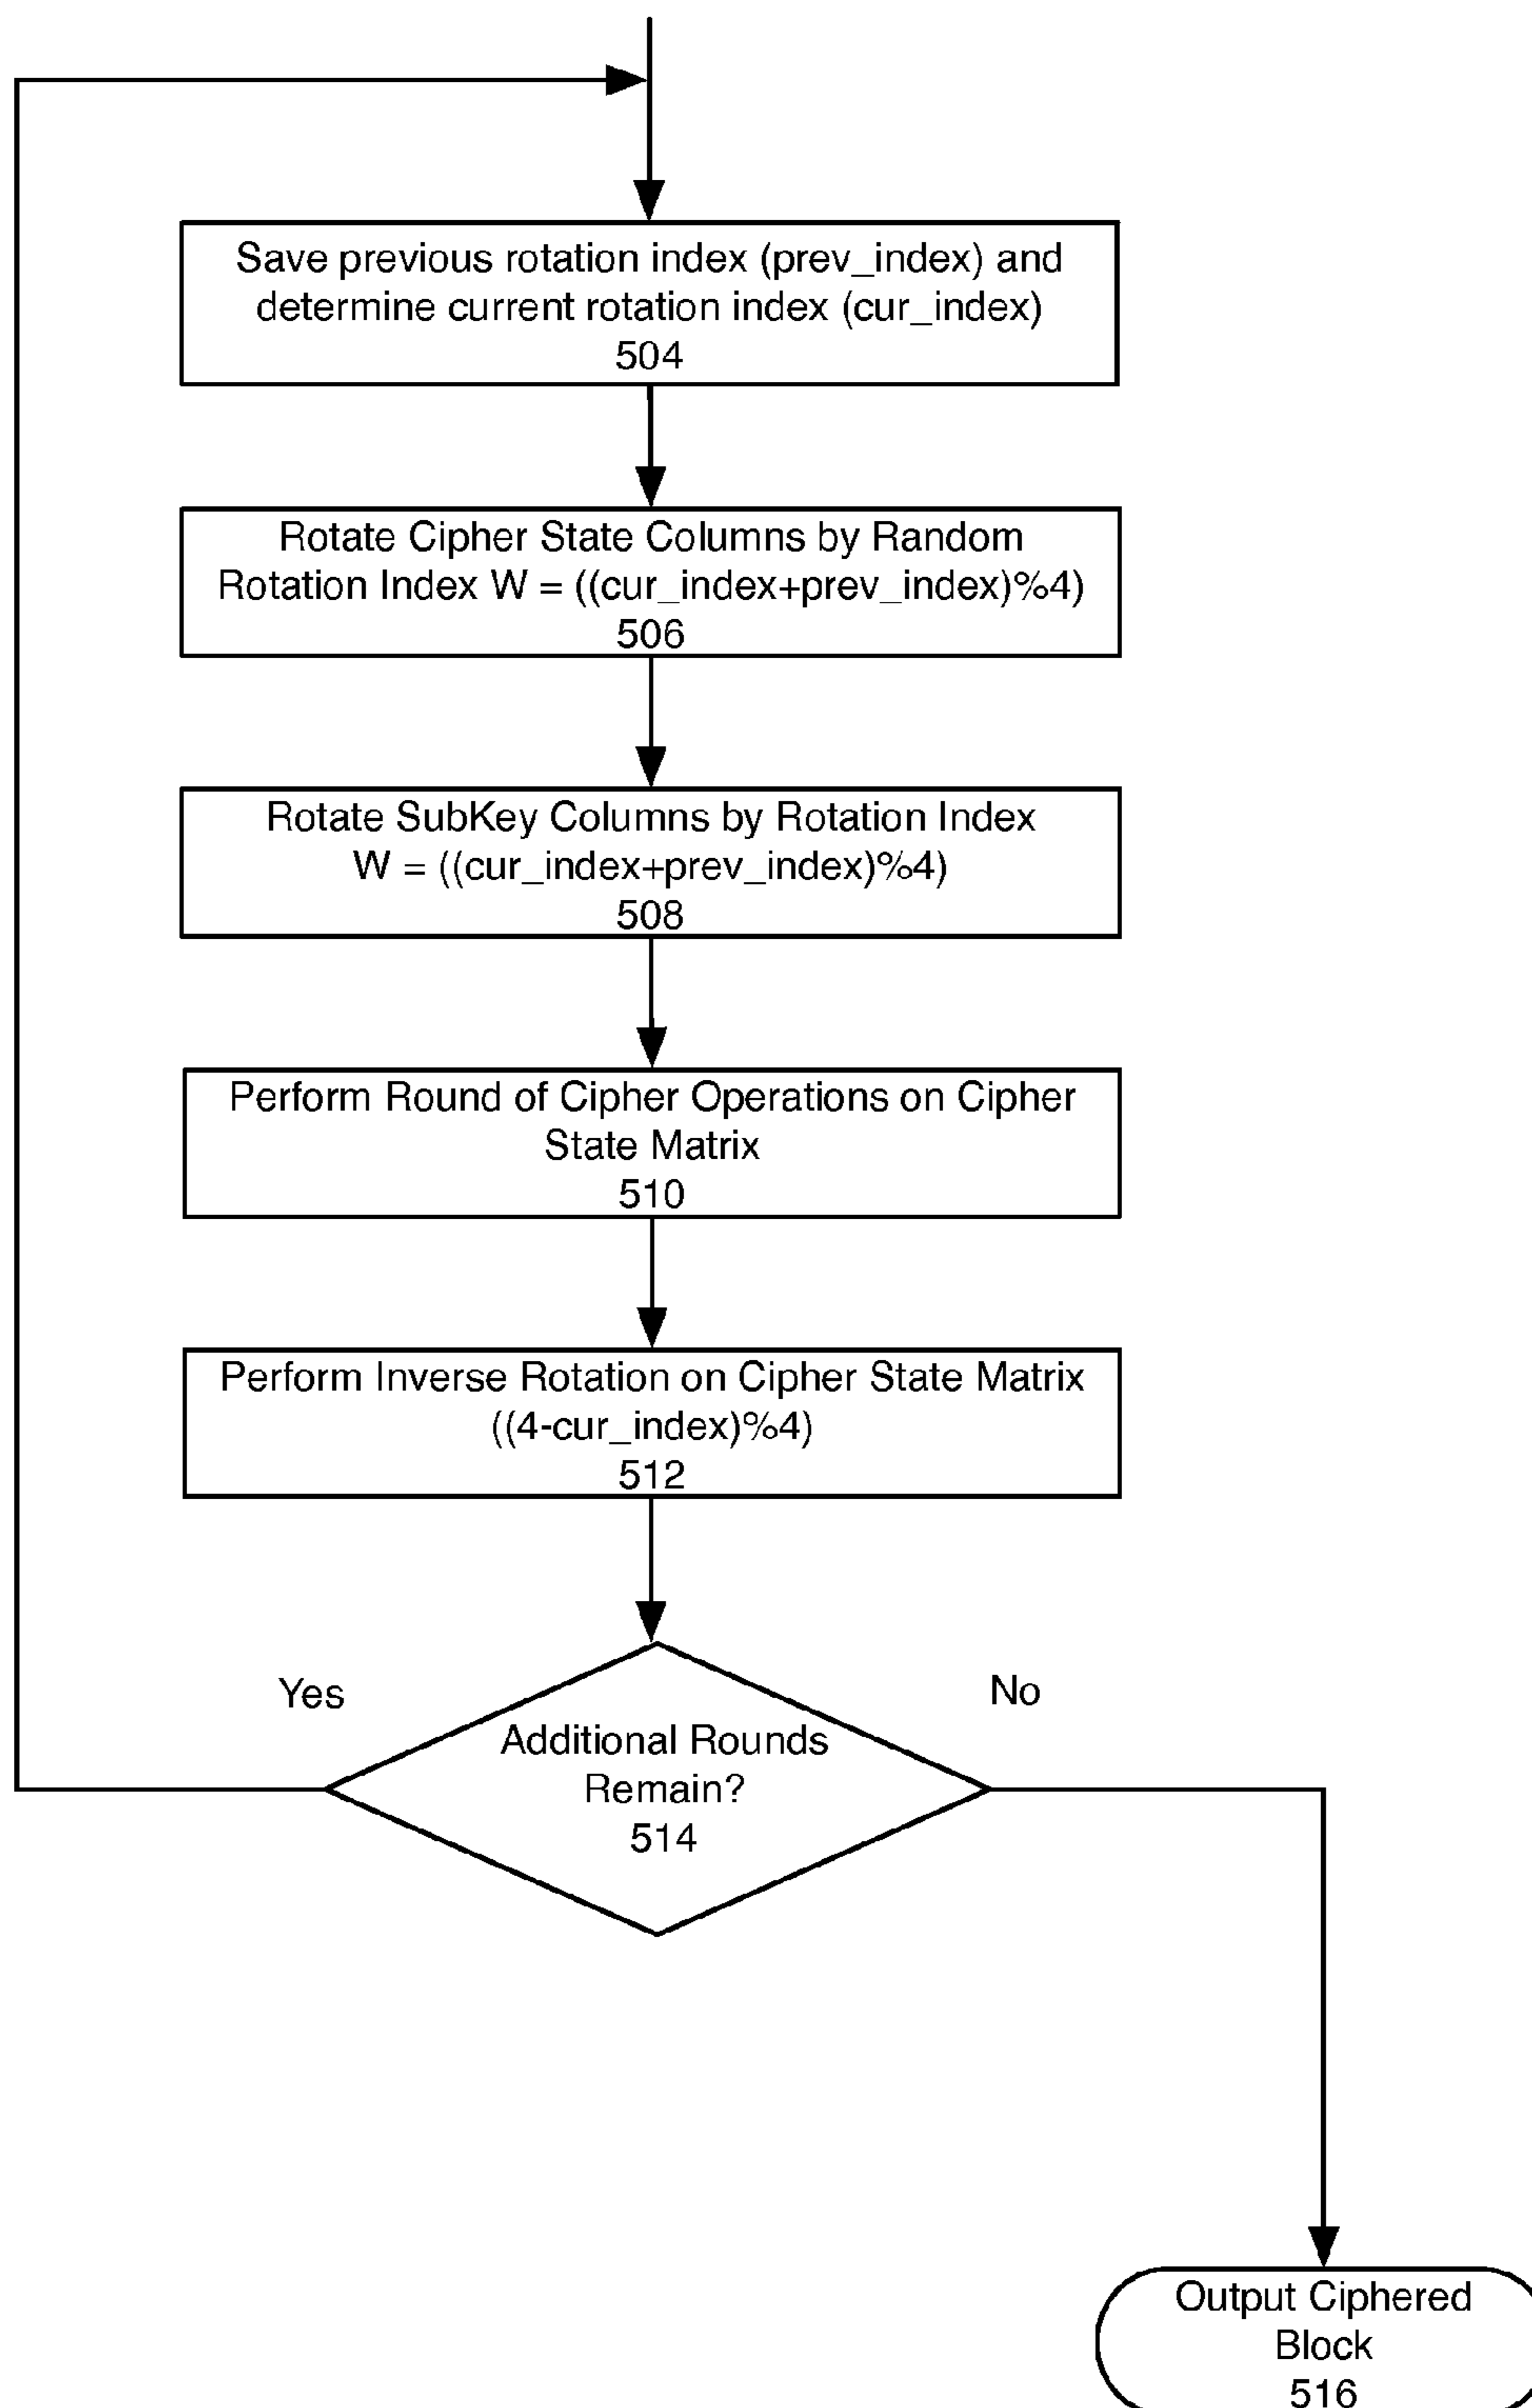 Save previous rotation index (prev_index) and
determine current rotation index (cur_index)
504
Rotate Cipher State Columns by Random
Rotation Index W = ((cur_index+prev_index)%4)
506
Rotate SubKey Columns by Rotation Index
W = ((cur_index+prev_index)%4)
508
Perform Round of Cipher Operations on Cipher
State Matrix
510
Perform Inverse Rotation on Cipher State Matrix
((4-cur_index)%4)
512
Yes
No
Additional Rounds
Remain?
514
Output Ciphered
Block
516